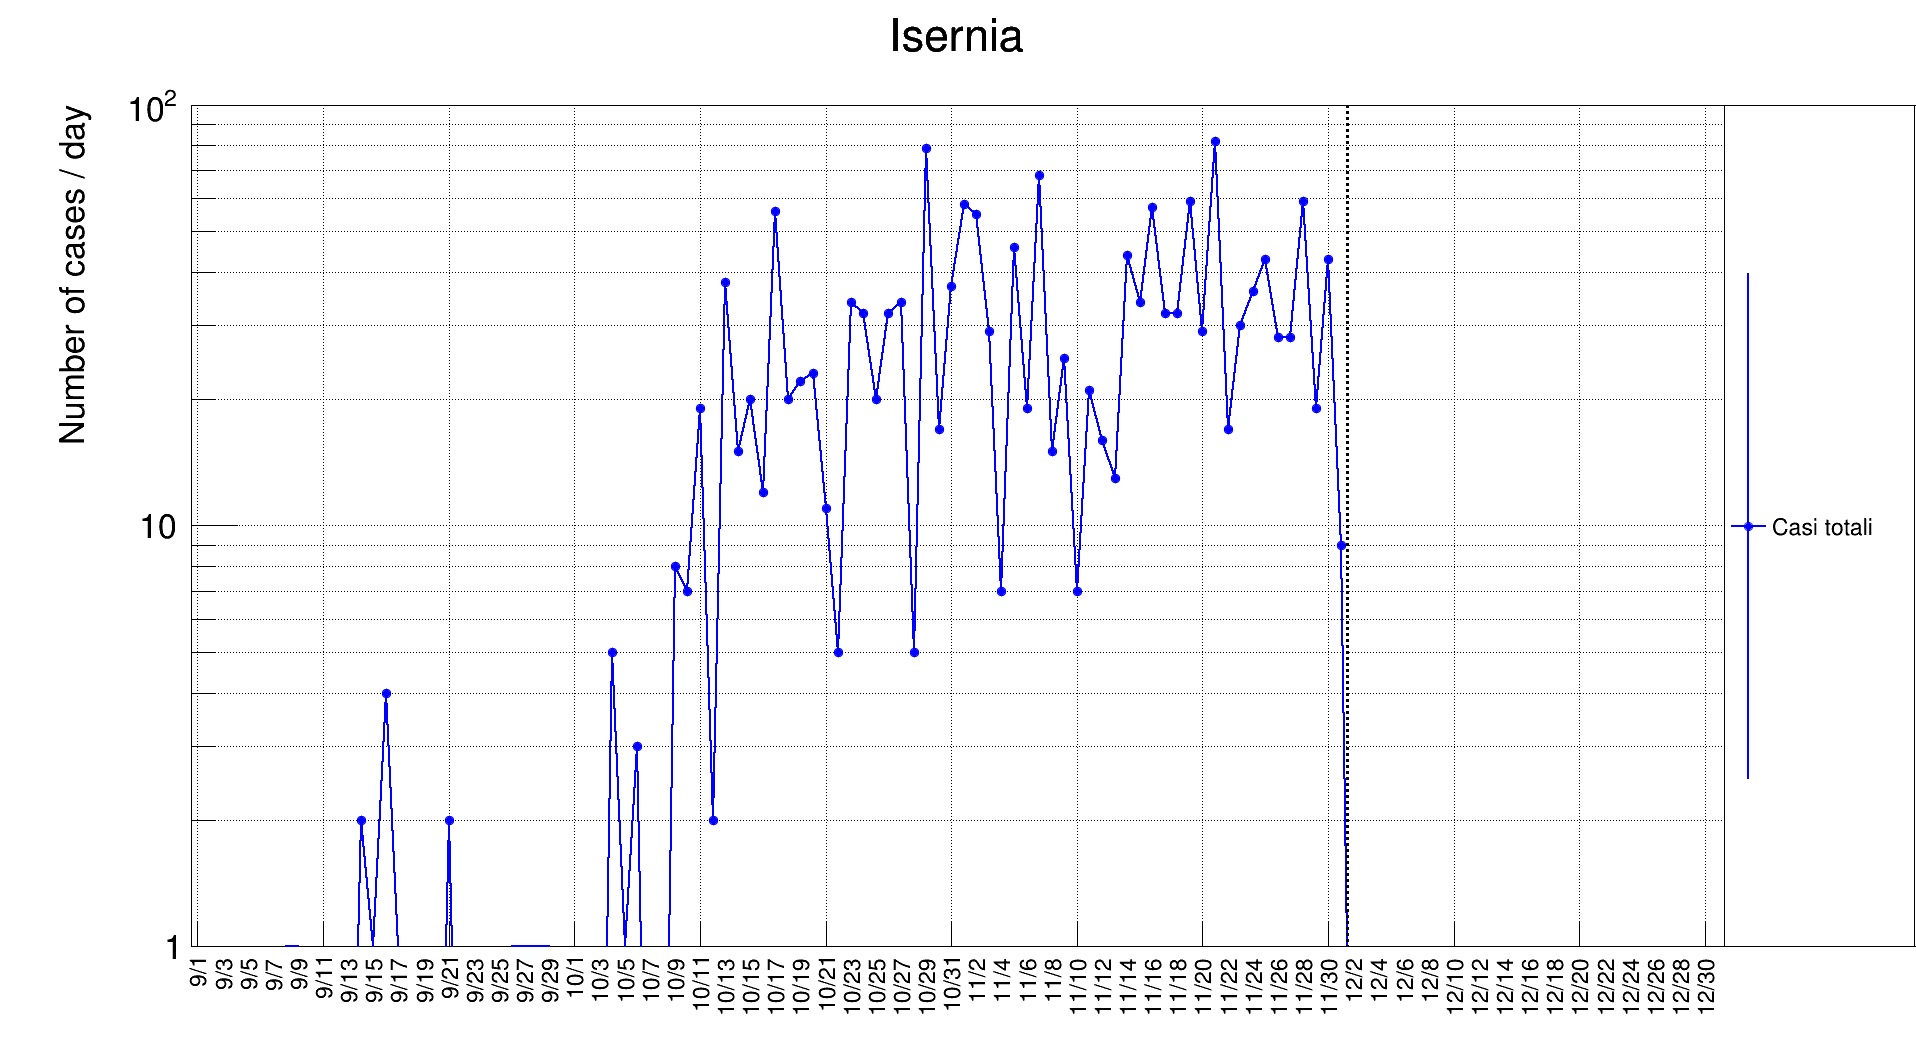 Isernia
Number of cases / day
10²
10
1
9/1 9/3 9/5 9/7 9/9 9/11 9/13 9/15 9/17 9/19 9/21 9/23 9/25 9/27 9/29 10/1 10/3 10/5 10/7 10/9 10/11 10/13 10/15 10/17 10/19 10/21 10/23 10/25 10/27 10/29 10/31 11/2 11/4 11/6 11/8 11/10 11/12 11/14 11/16 11/18 11/20 11/22 11/24 11/26 11/28 11/30 12/2 12/4 12/6 12/8 12/10 12/12 12/14 12/16 12/18 12/20 12/22 12/24 12/26 12/28 12/30
Casi totali